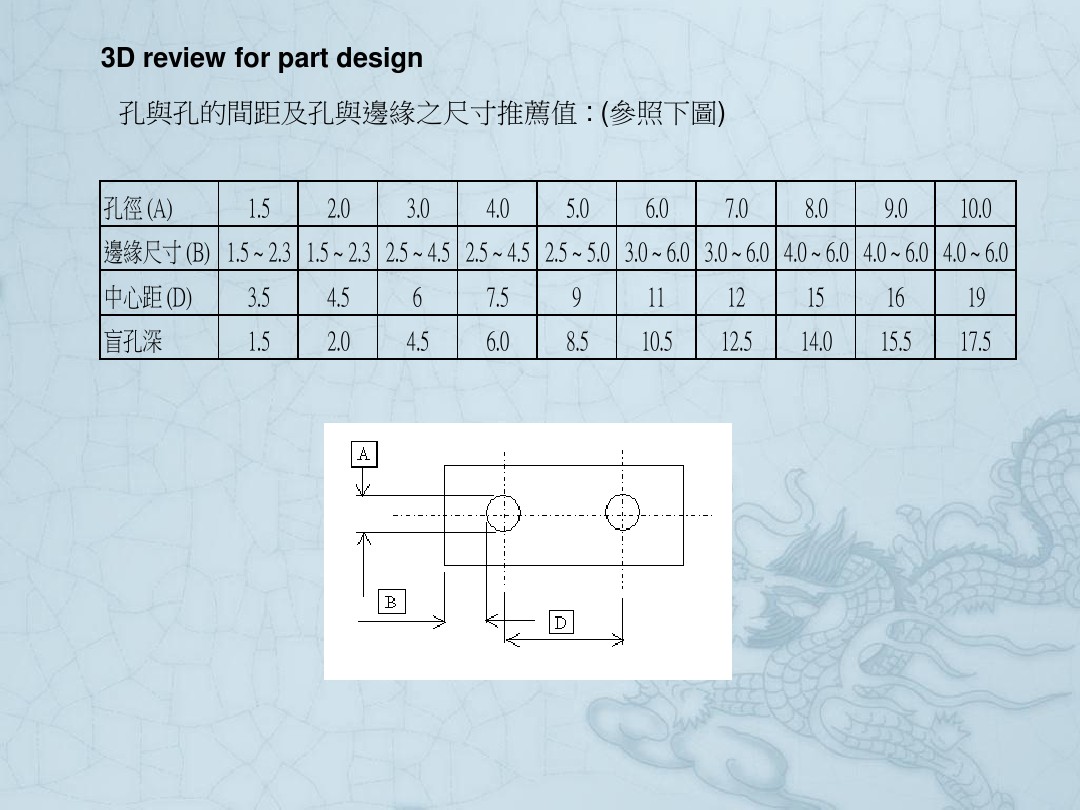 3D review for part design
孔與孔的間距及孔與邊緣之尺寸推薦值：(參照下圖)
孔徑(A) 1.5 2.0 3.0 4.0 5.0 6.0 7.0 8.0 9.0 10.0
邊緣尺寸(B) 1.5~2.3 1.5~2.3 2.5~4.5 2.5~4.5 2.5~5.0 3.0~6.0 3.0~6.0 4.0~6.0 4.0~6.0 4.0~6.0
中心距(D) 3.5 4.5 6 7.5 9 11 12 15 16 19
盲孔深 1.5 2.0 4.5 6.0 8.5 10.5 12.5 14.0 15.5 17.5
A
B
D